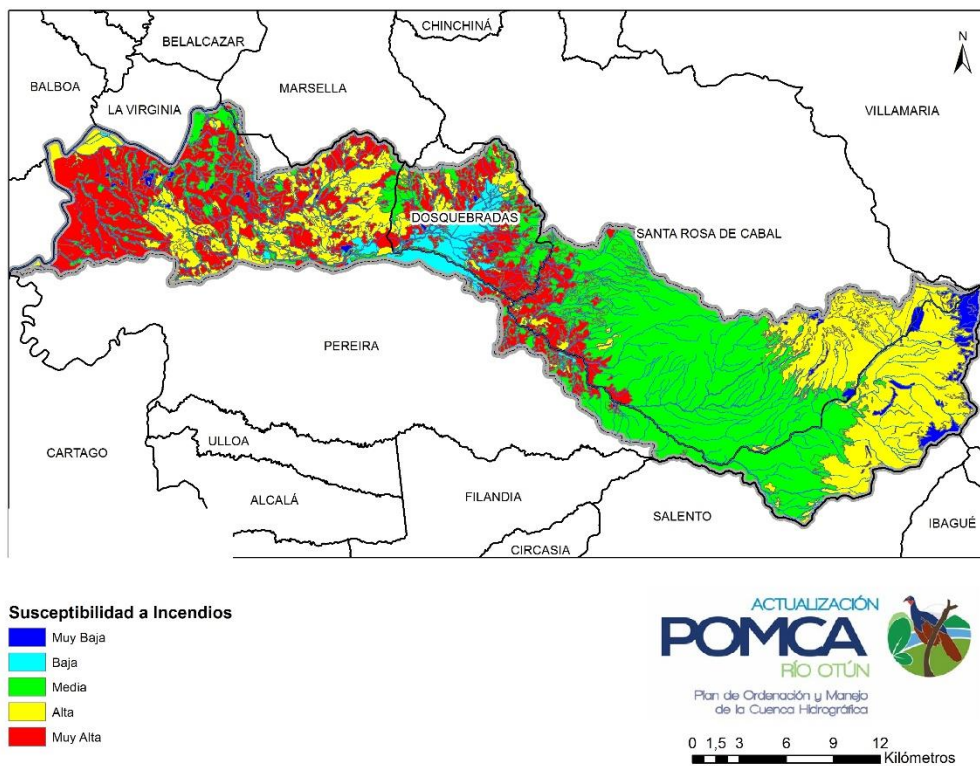 CHINCHINÁ
BELALCAZAR
N
BALBOA
MARSELLA
LA VIRGINIA
VILLAMARIA
DOSQUEBRADAS
SANTA ROSA DE CABAL
PEREIRA
CARTAGO
ULLOA
ALCALÁ
FILANDIA
SALENTO
IBAGUÉ
CIRCASIA
Susceptibilidad a Incendios
Muy Baja
Baja
Media
Alta
Muy Alta
ACTUALIZACIÓN
POMCA
RÍO OTÚN
Plan de Ordenación y Manejo
de la Cuenca Hidrográfica
0 1,5 3 6 9 12
Kilómetros